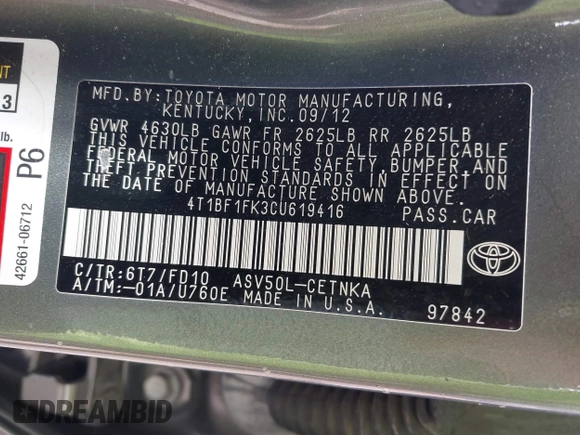 MFD.BY:TOYOTA MOTOR MANUFACTURING,
KENTUCKY,INC.09/12
GVWR 4630LB GAWR FR 2625LB RR 2625LB
THIS VEHICLE CONFORMS TO ALL APPLICABLE
FEDERAL MOTOR VEHICLE SAFETY,BUMPER,AND
THEFT PREVENTION STANDARDS IN EFFECT ON
THE DATE OF MANUFACTURE SHOWN ABOVE.
4T1BF1FK3CU619416 PASS.CAR
C/TR:6T7/FD10 ASV50L-CETNKA
A/TM:-01A/U760E MADE IN U.S.A.
97842
TOYOTA
3
lb.
P6
42661-06712
DREAMBID